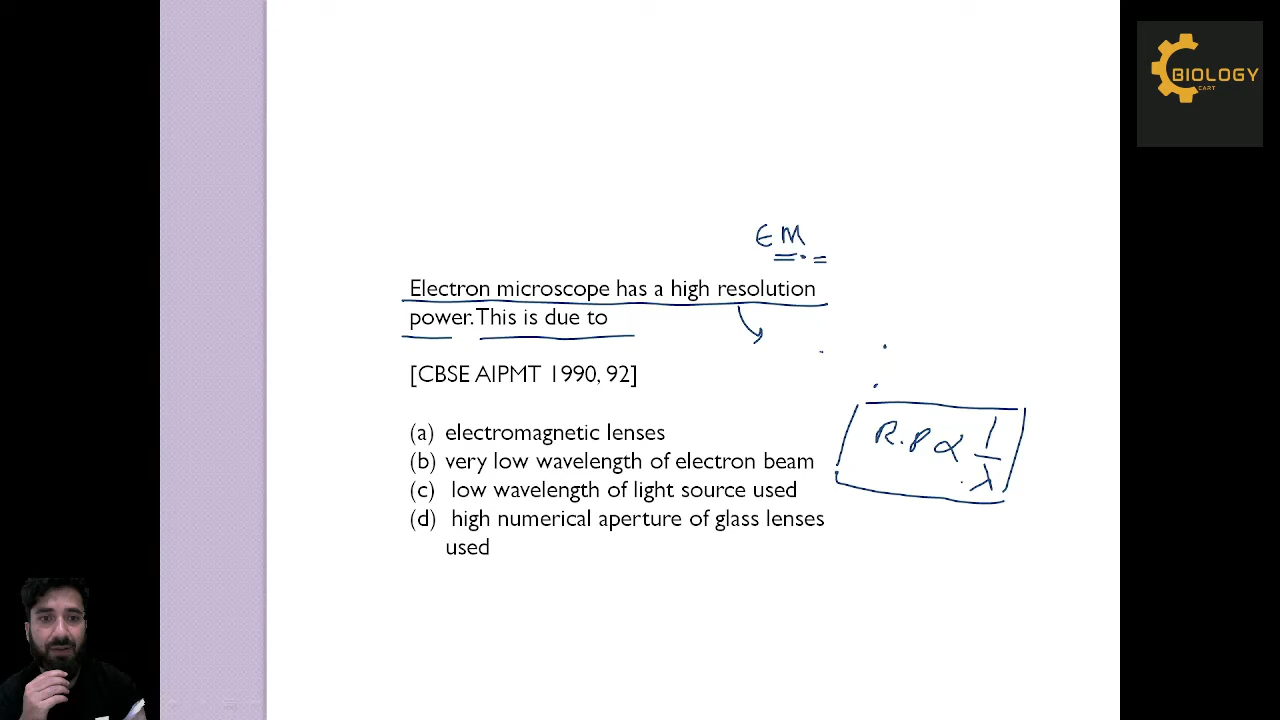 BIOLOGY
CART
EM
Electron microscope has a high resolution
power. This is due to
[CBSE AIPMT 1990, 92]
(a) electromagnetic lenses
(b) very low wavelength of electron beam
(c) low wavelength of light source used
(d) high numerical aperture of glass lenses
used
R.P ∝ 1/λ